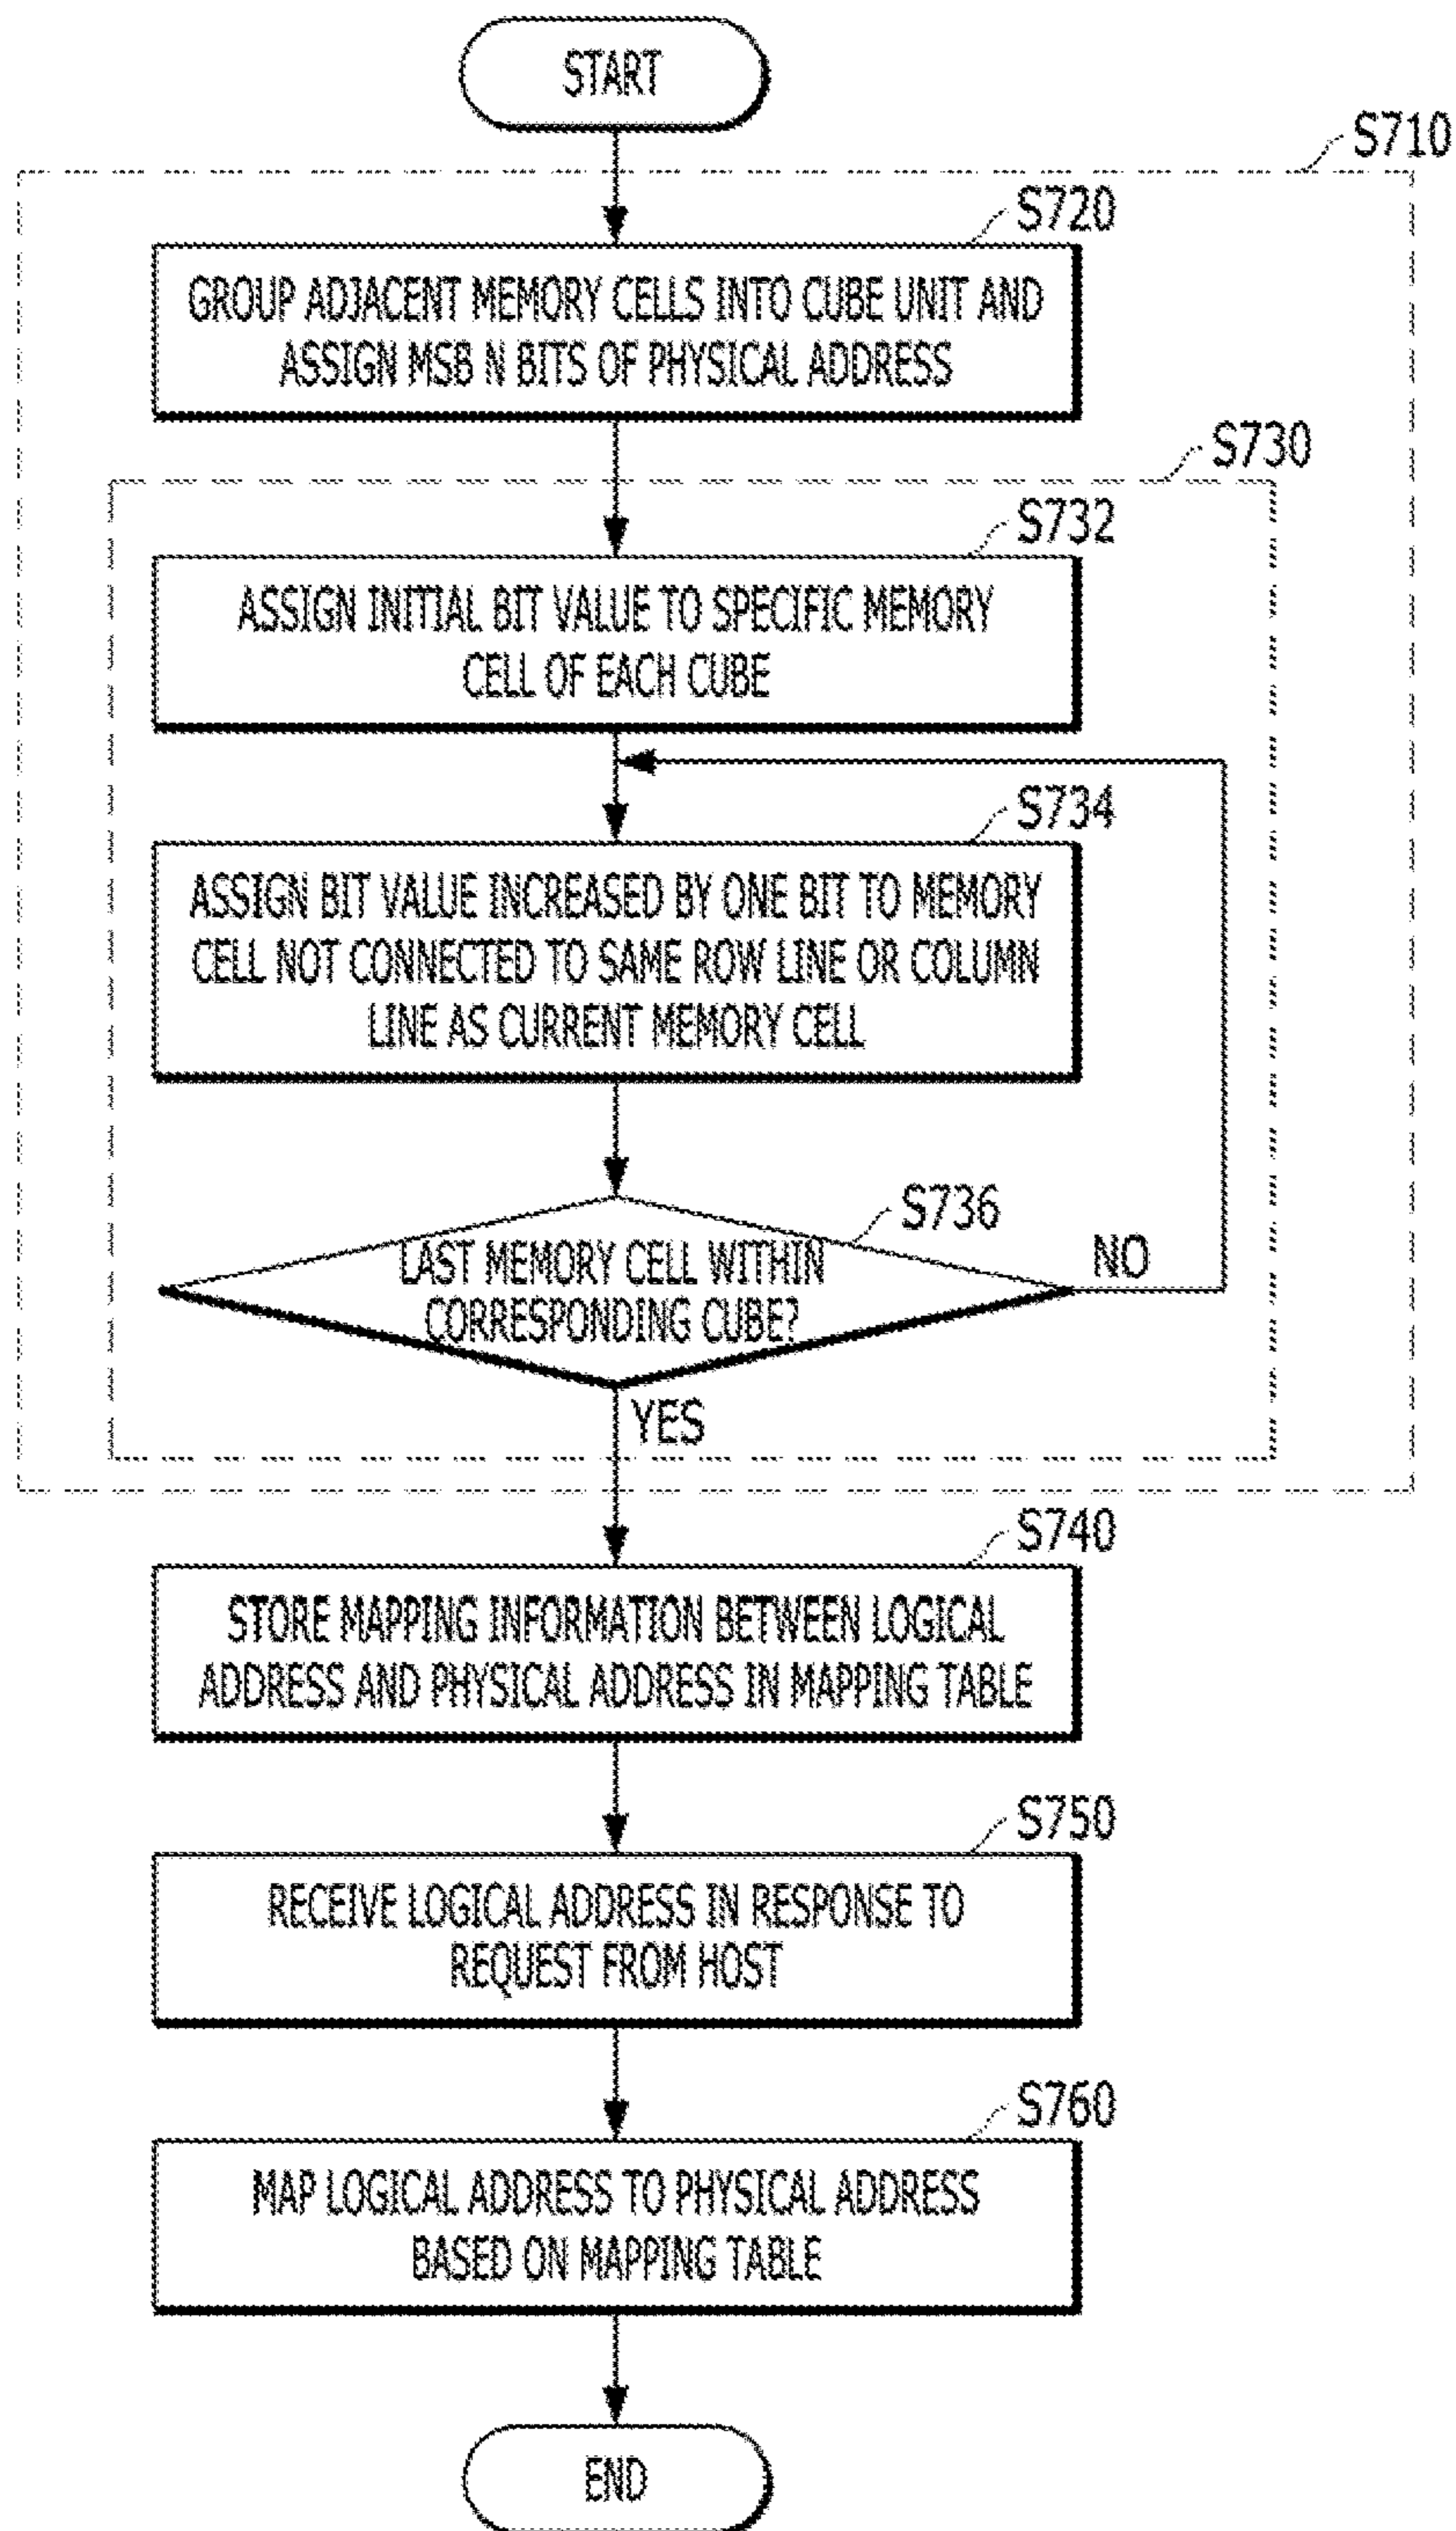 START
S710
S720
GROUP ADJACENT MEMORY CELLS INTO CUBE UNIT AND
ASSIGN MSB N BITS OF PHYSICAL ADDRESS
S730
S732
ASSIGN INITIAL BIT VALUE TO SPECIFIC MEMORY
CELL OF EACH CUBE
S734
ASSIGN BIT VALUE INCREASED BY ONE BIT TO MEMORY
CELL NOT CONNECTED TO SAME ROW LINE OR COLUMN
LINE AS CURRENT MEMORY CELL
S736
LAST MEMORY CELL WITHIN
CORRESPONDING CUBE?
NO
YES
S740
STORE MAPPING INFORMATION BETWEEN LOGICAL
ADDRESS AND PHYSICAL ADDRESS IN MAPPING TABLE
S750
RECEIVE LOGICAL ADDRESS IN RESPONSE TO
REQUEST FROM HOST
S760
MAP LOGICAL ADDRESS TO PHYSICAL ADDRESS
BASED ON MAPPING TABLE
END